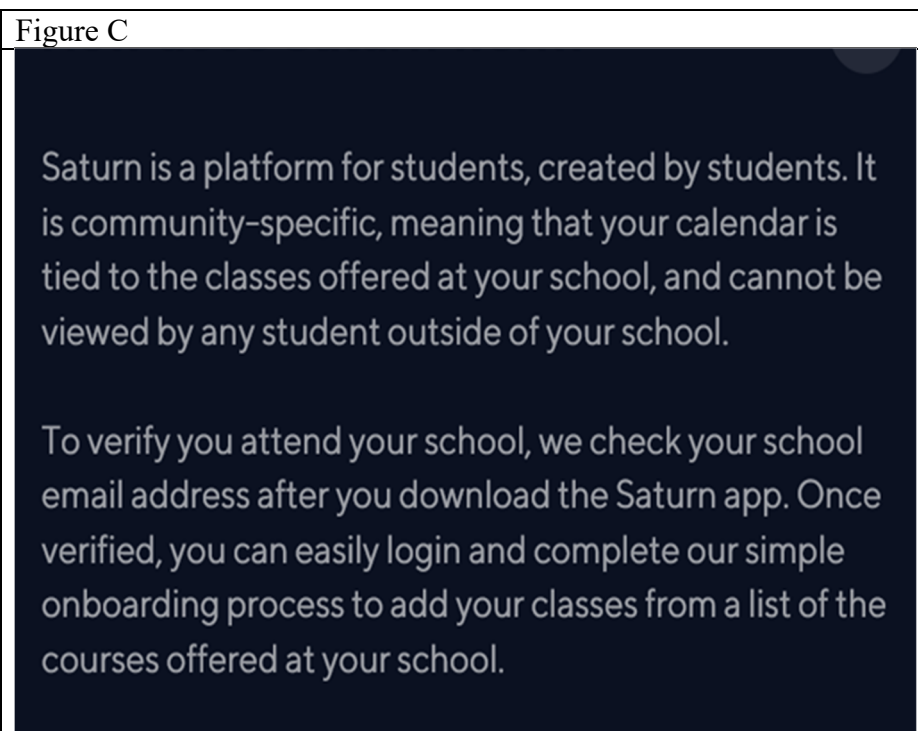 Figure C
Saturn is a platform for students, created by students. It
is community-specific, meaning that your calendar is
tied to the classes offered at your school, and cannot be
viewed by any student outside of your school.
To verify you attend your school, we check your school
email address after you download the Saturn app. Once
verified, you can easily login and complete our simple
onboarding process to add your classes from a list of the
courses offered at your school.